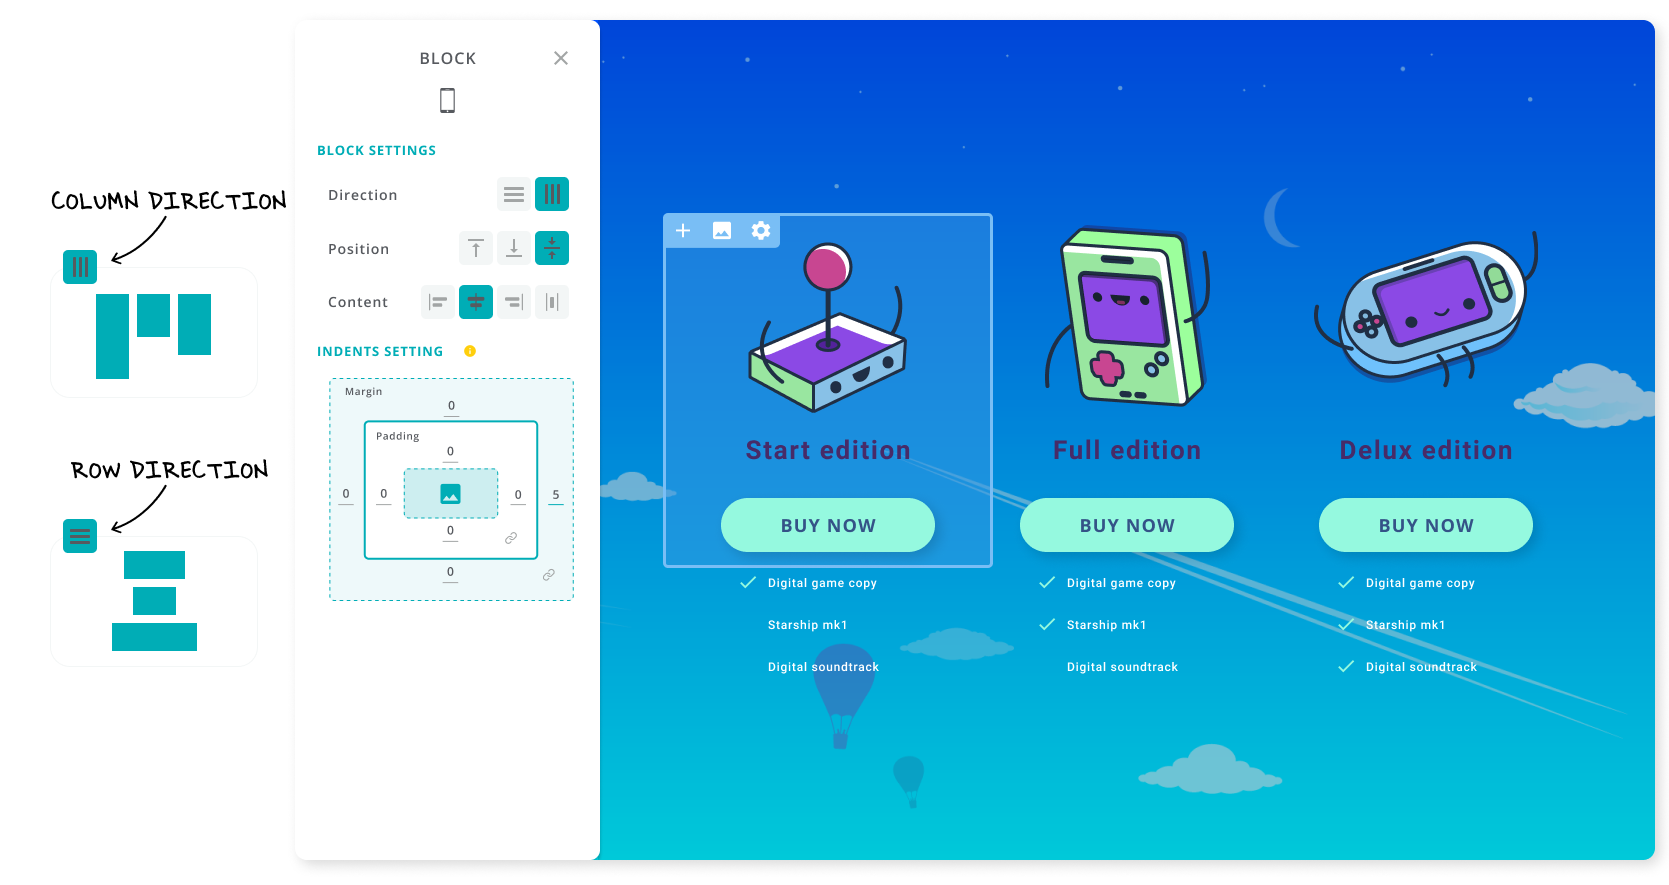 COLUMN DIRECTION
ROW DIRECTION
BLOCK
BLOCK SETTINGS
Direction
Position
Content
INDENTS SETTING
Margin
0
Padding
0
0
0
0
5
0
0
Start edition
BUY NOW
Digital game copy
Starship mk1
Digital soundtrack
Full edition
BUY NOW
Digital game copy
Starship mk1
Digital soundtrack
Delux edition
BUY NOW
Digital game copy
Starship mk1
Digital soundtrack